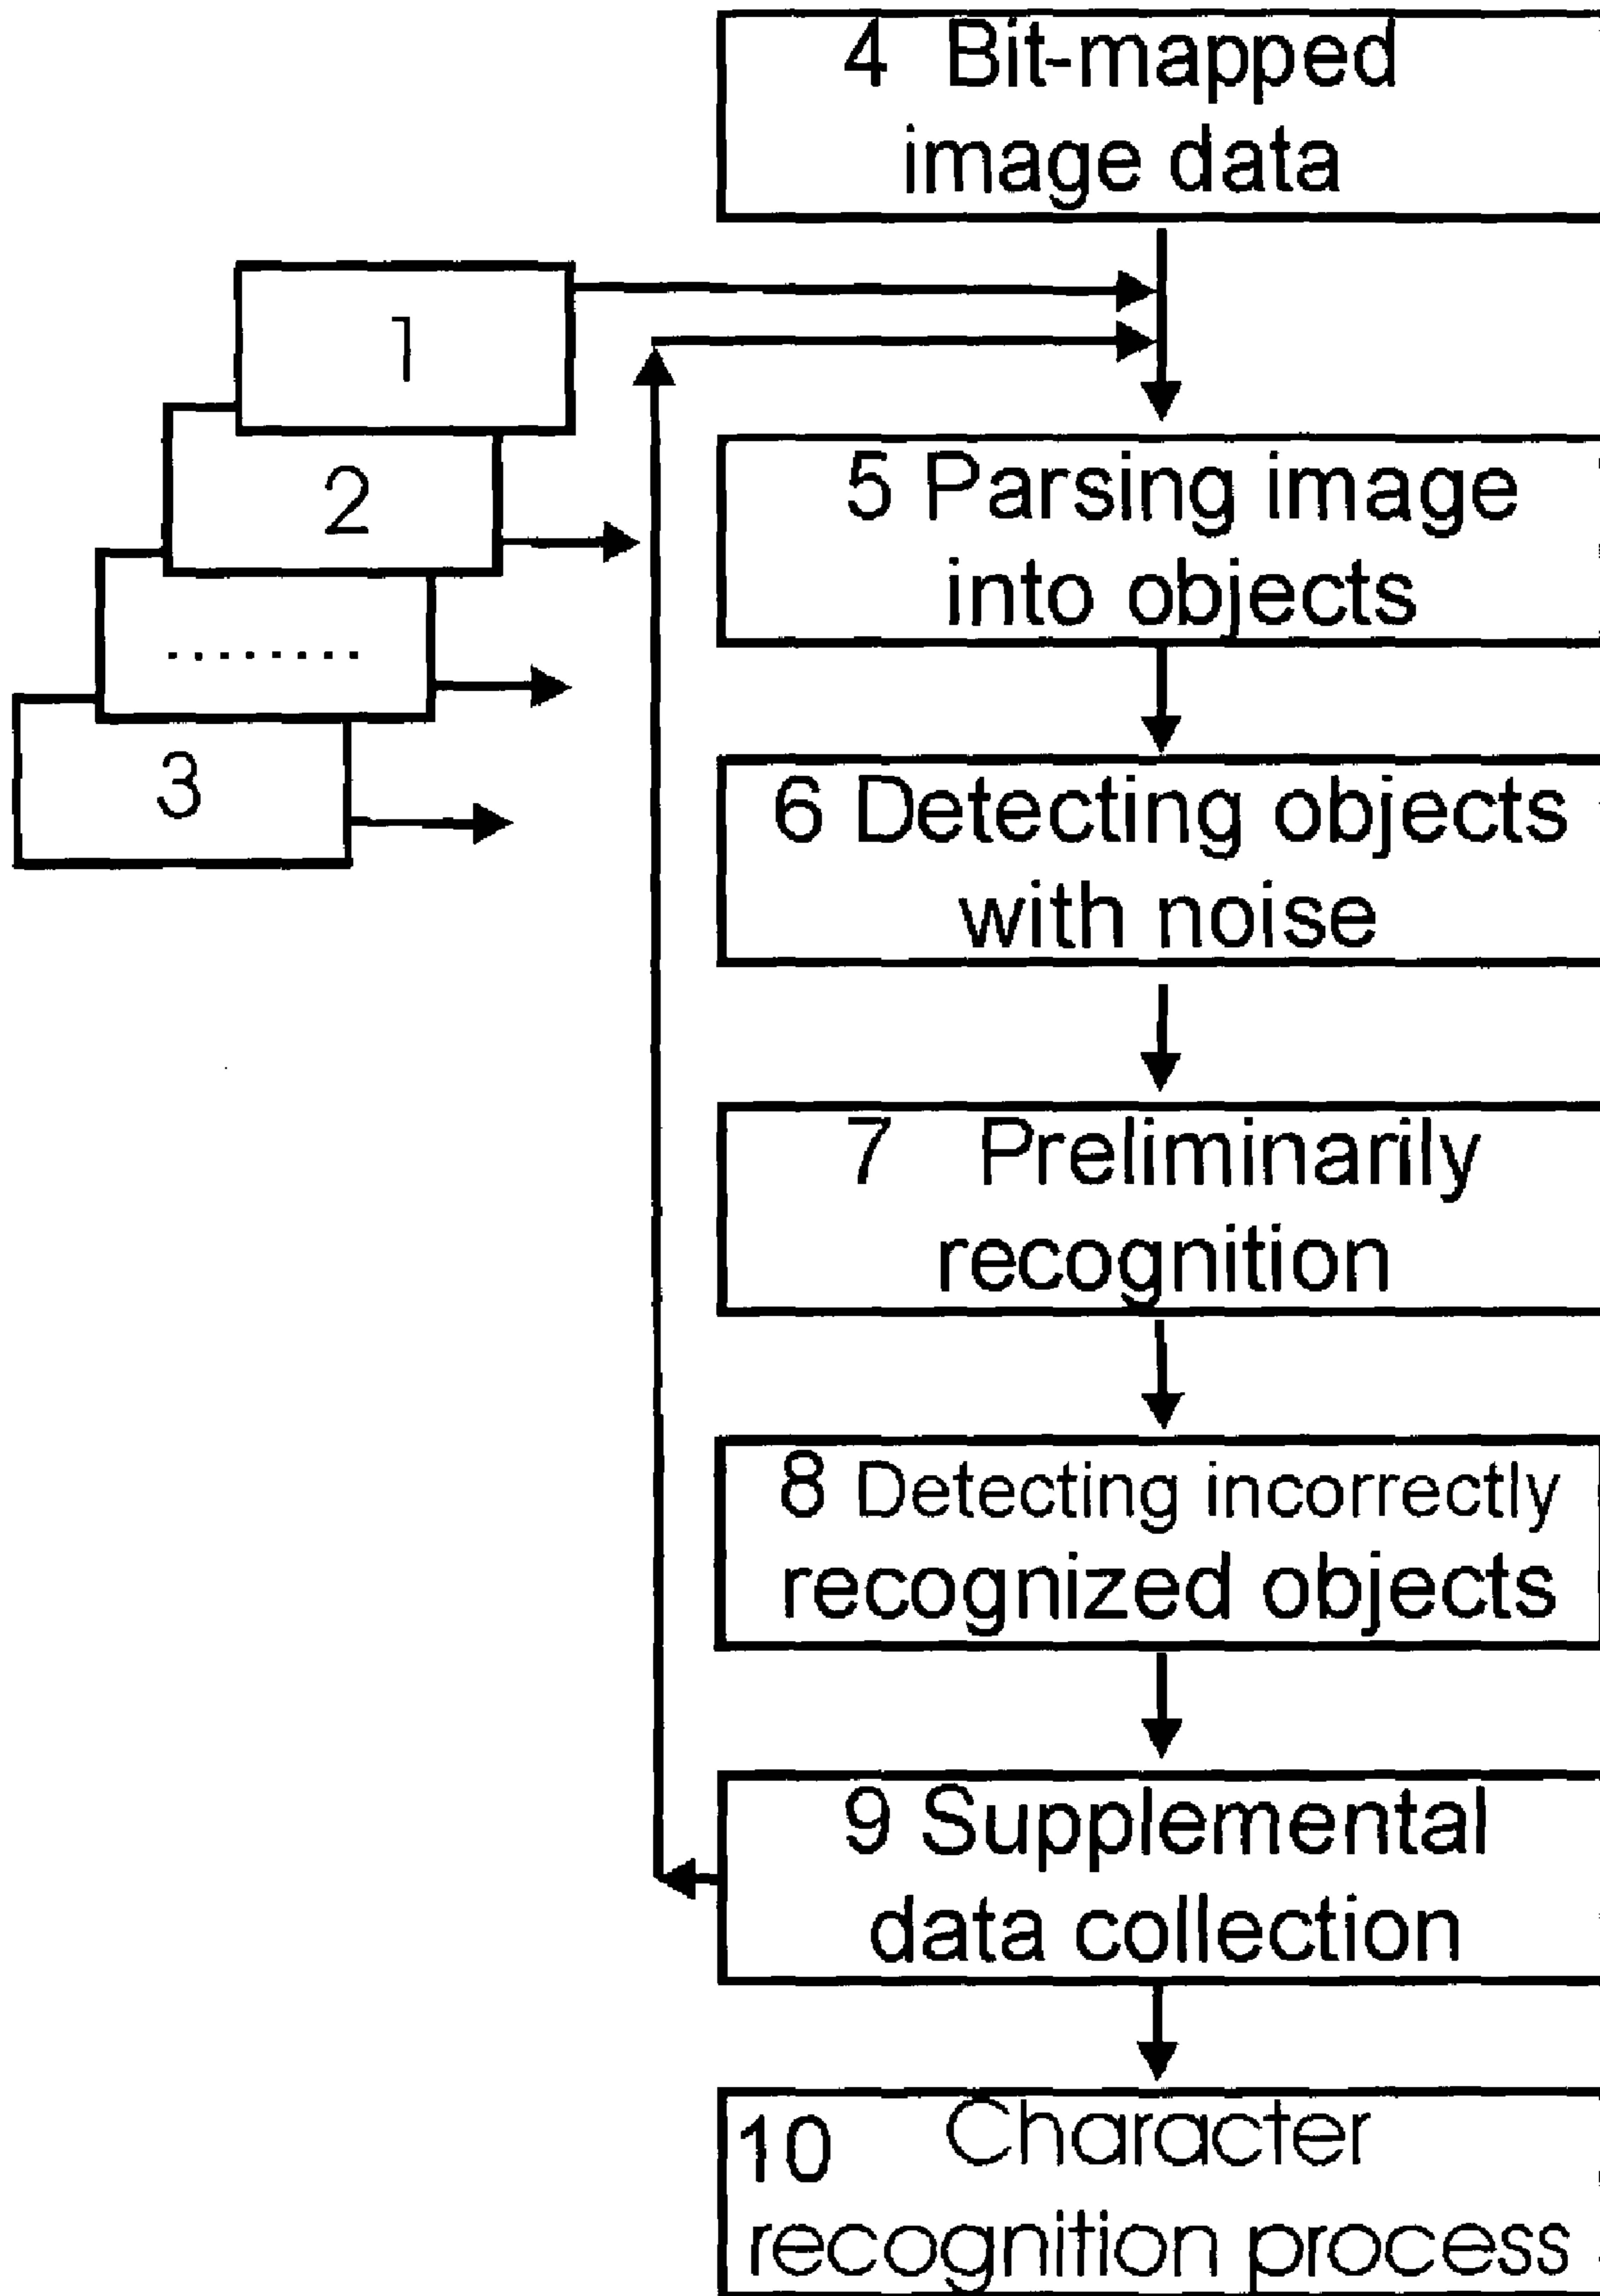 4 Bit-mapped
image data
1
2
........
3
5 Parsing image
into objects
6 Detecting objects
with noise
7 Preliminarily
recognition
8 Detecting incorrectly
recognized objects
9 Supplemental
data collection
10 Character
recognition process